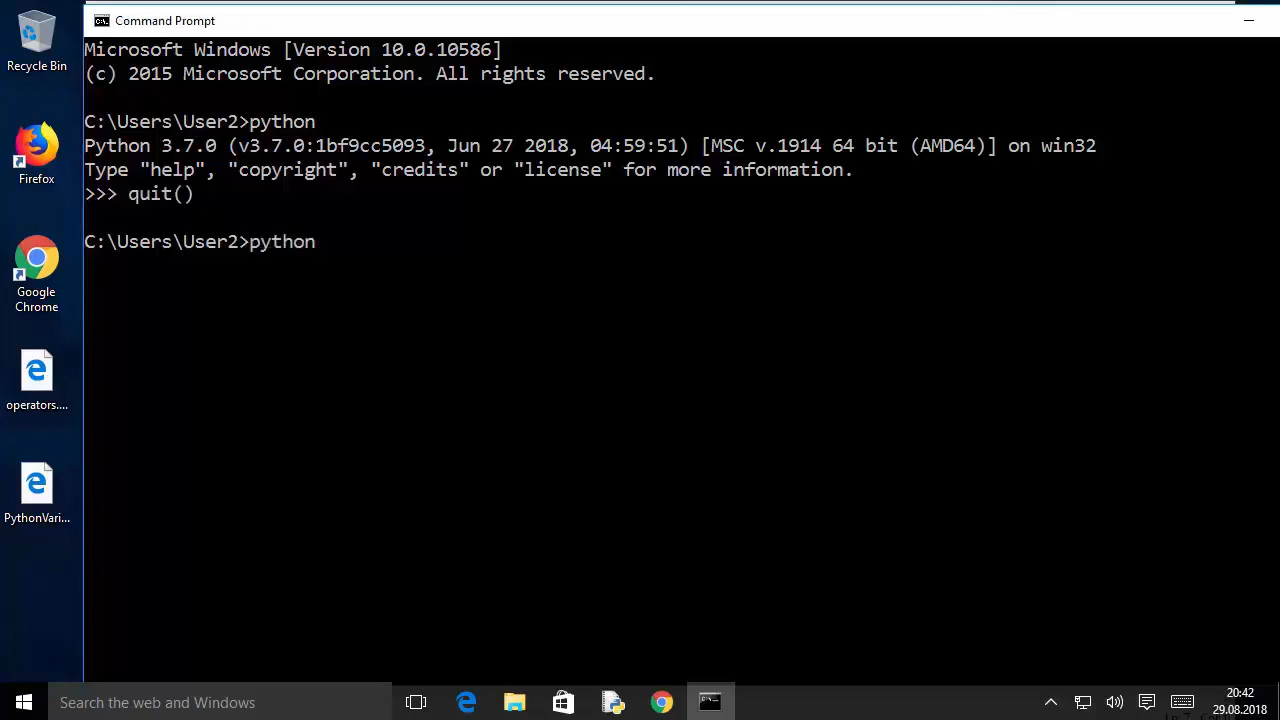 Command Prompt
Microsoft Windows [Version 10.0.10586]
(c) 2015 Microsoft Corporation. All rights reserved.
C:\Users\User2>python
Python 3.7.0 (v3.7.0:1bf9cc5093, Jun 27 2018, 04:59:51) [MSC v.1914 64 bit (AMD64)] on win32
Type "help", "copyright", "credits" or "license" for more information.
>>> quit()
C:\Users\User2>python
Recycle Bin
Firefox
Google
Chrome
operators....
PythonVari...
Search the web and Windows
20:42
29.08.2018